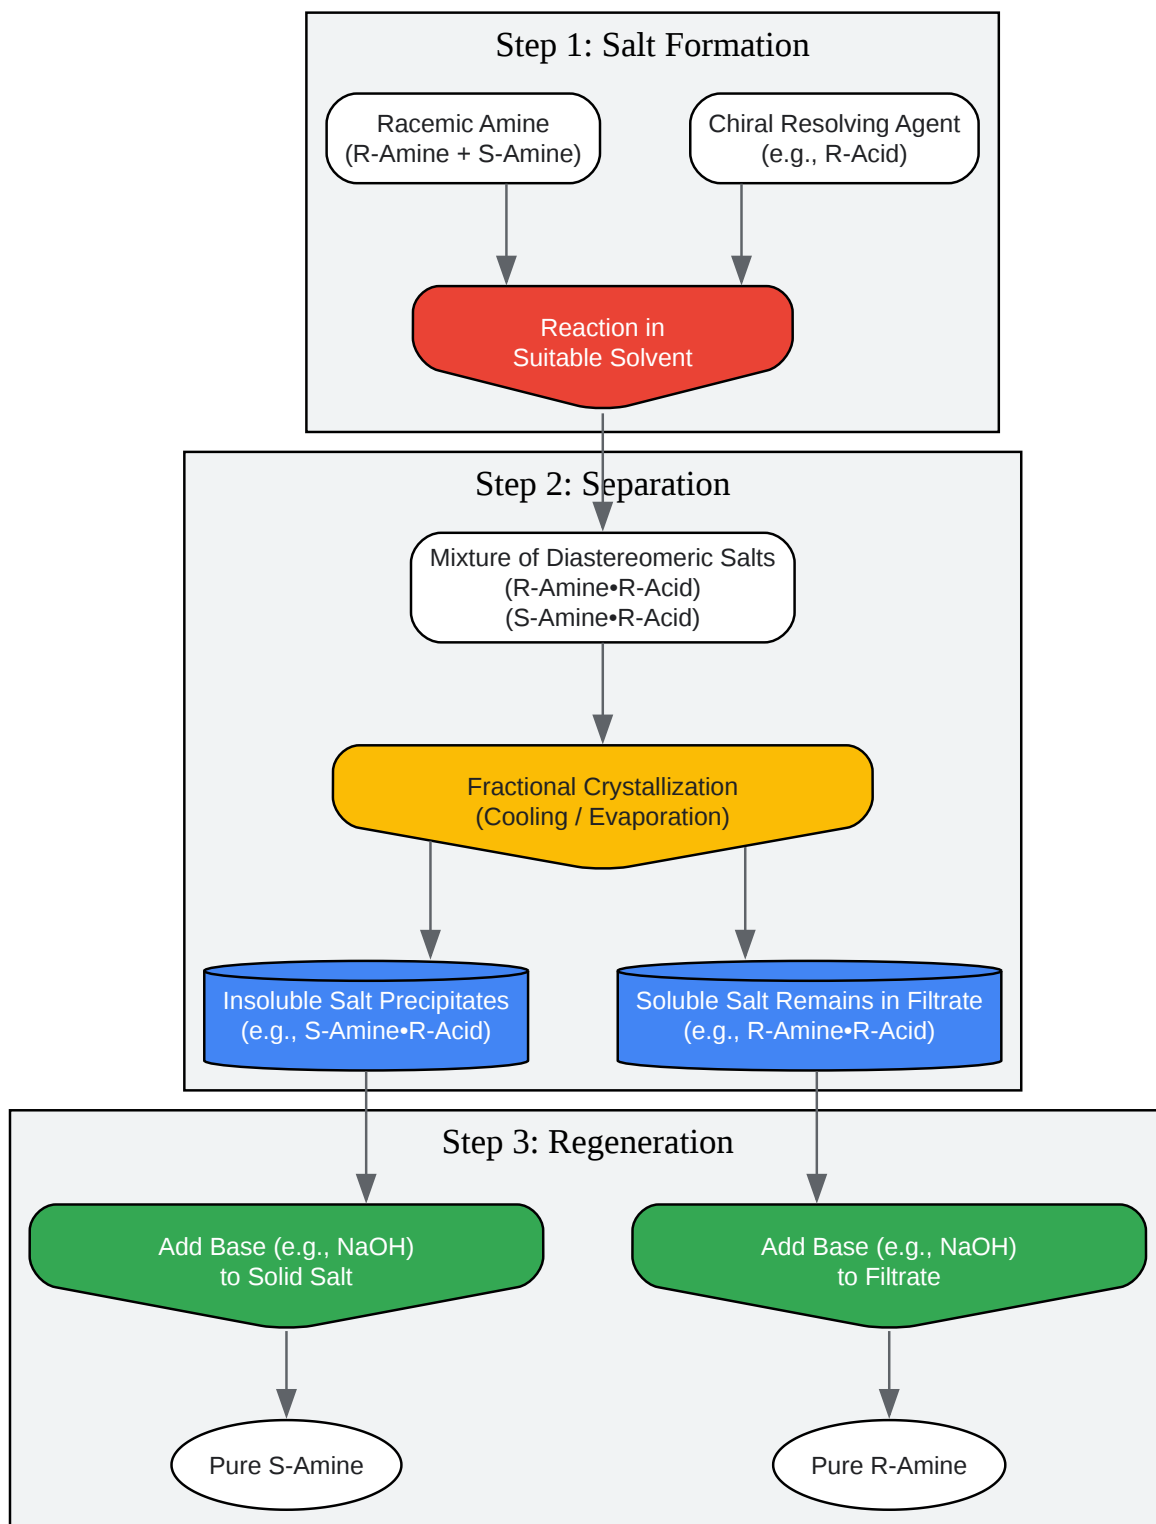 Step 1: Salt Formation
Racemic Amine
(R-Amine + S-Amine)
Chiral Resolving Agent
(e.g., R-Acid)
Reaction in
Suitable Solvent
Step 2: Separation
Mixture of Diastereomeric Salts
(R-Amine•R-Acid)
(S-Amine•R-Acid)
Fractional Crystallization
(Cooling / Evaporation)
Insoluble Salt Precipitates
(e.g., S-Amine•R-Acid)
Soluble Salt Remains in Filtrate
(e.g., R-Amine•R-Acid)
Step 3: Regeneration
Add Base (e.g., NaOH)
to Solid Salt
Add Base (e.g., NaOH)
to Filtrate
Pure S-Amine
Pure R-Amine